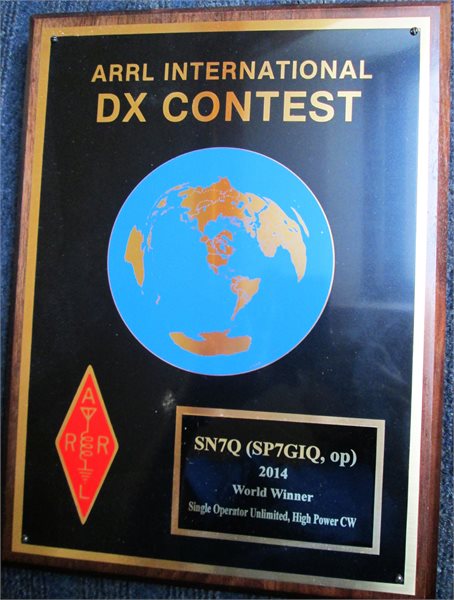 ARRL INTERNATIONAL
DX CONTEST
A
R R
L
SN7Q (SP7GIQ, op)
2014
World Winner
Single Operator Unlimited, High Power CW